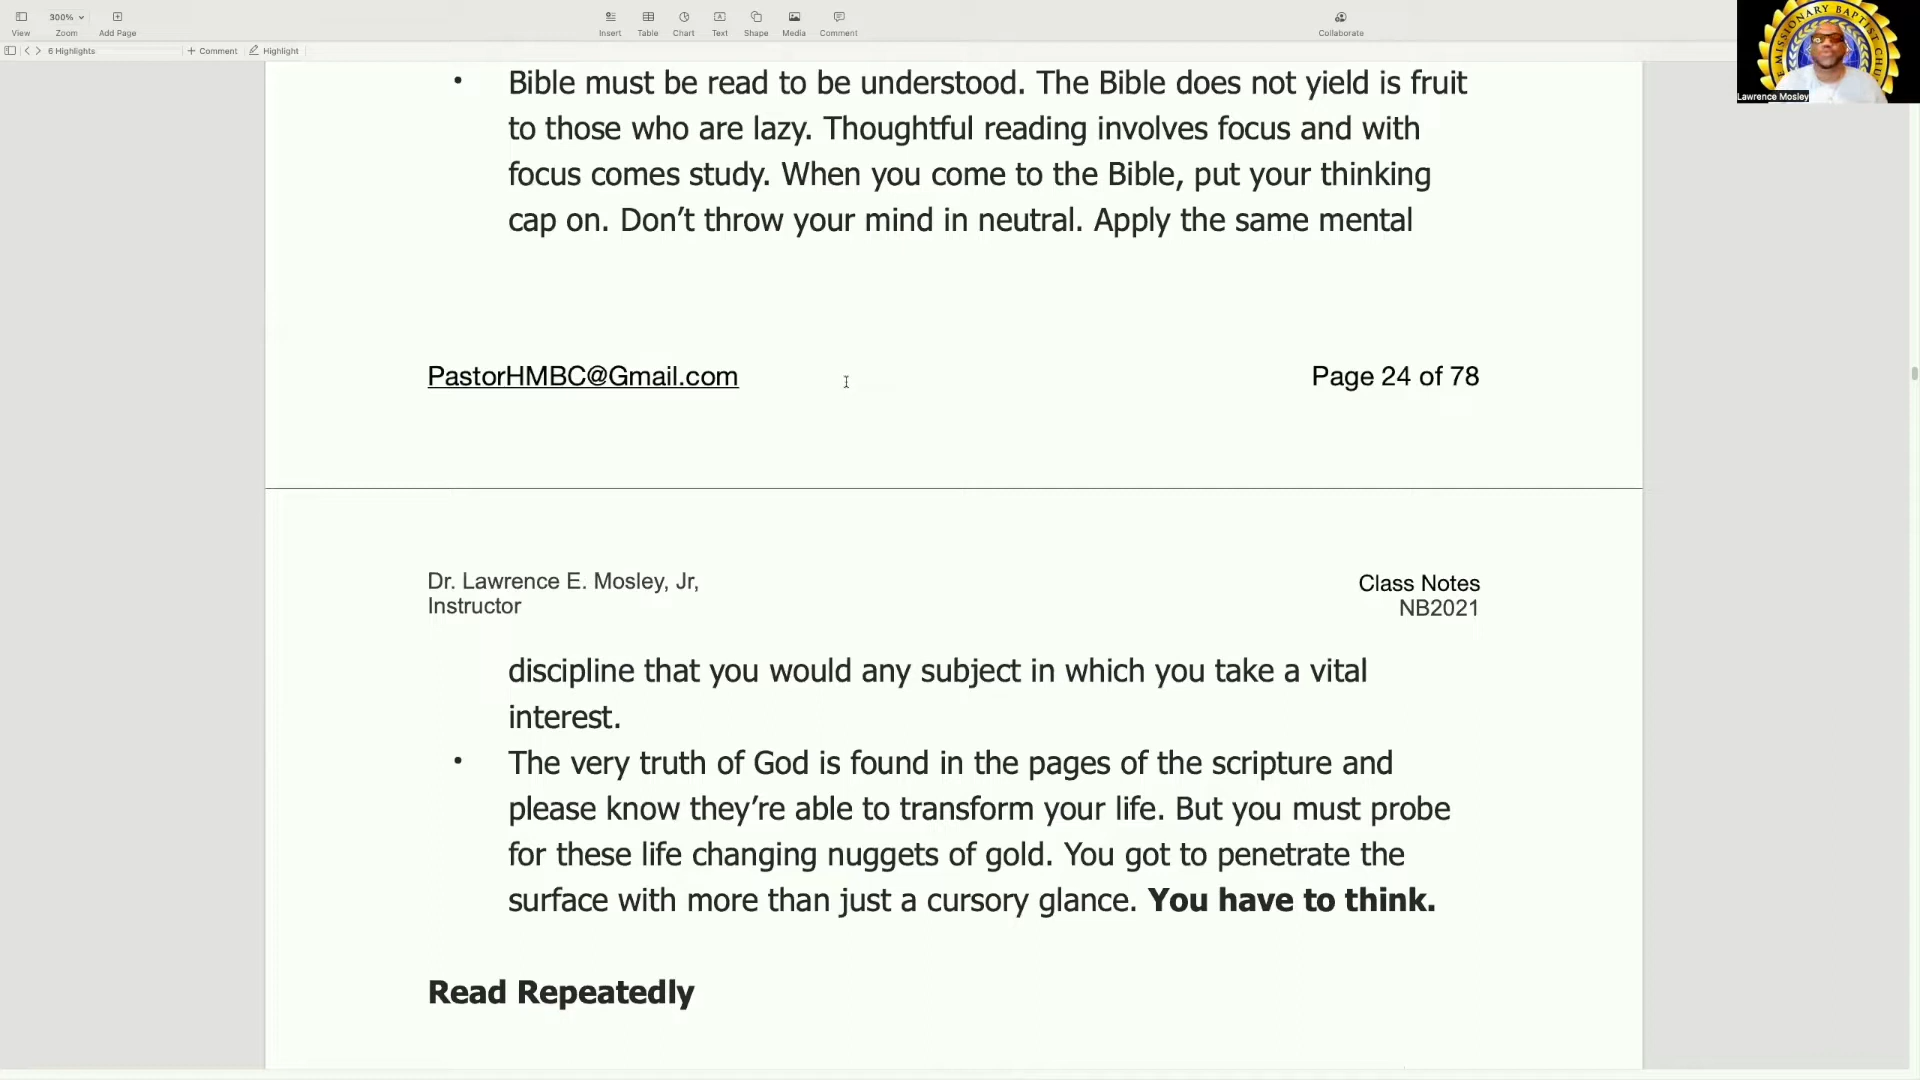 300%
View
Zoom
Add Page
Insert
Table
Chart
Text
Shape
Media
Comment
Collaborate
6 Highlights
+ Comment
Highlight
MISSIONARY BAPTIST CHU
Lawrence Mosley
• Bible must be read to be understood. The Bible does not yield is fruit
to those who are lazy. Thoughtful reading involves focus and with
focus comes study. When you come to the Bible, put your thinking
cap on. Don’t throw your mind in neutral. Apply the same mental
PastorHMBC@Gmail.com
Page 24 of 78
Dr. Lawrence E. Mosley, Jr,
Instructor
Class Notes
NB2021
discipline that you would any subject in which you take a vital
interest.
• The very truth of God is found in the pages of the scripture and
please know they’re able to transform your life. But you must probe
for these life changing nuggets of gold. You got to penetrate the
surface with more than just a cursory glance. You have to think.
Read Repeatedly